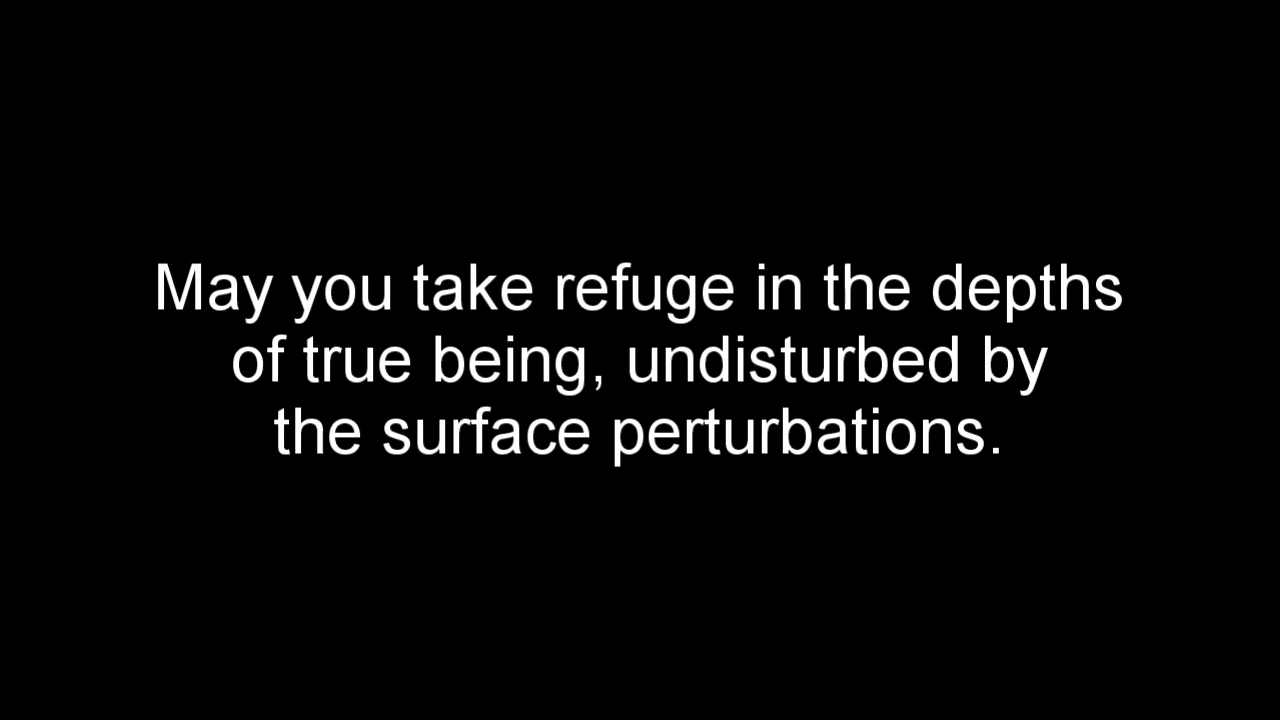 May you take refuge in the depths
of true being, undisturbed by
the surface perturbations.